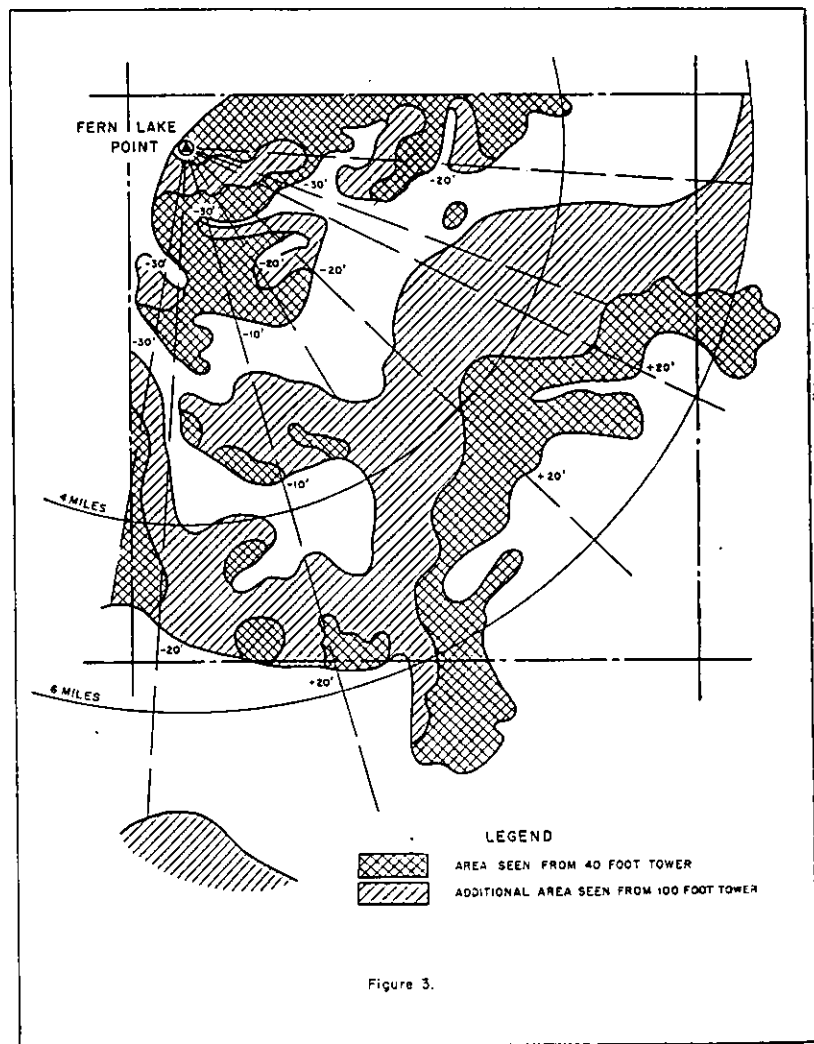 FERN LAKE
POINT
-30'
-20'
-30'
-30'
-20'
-20'
-30'
-10'
-30'
+20'
+20'
-10'
4 MILES
-20'
+20'
6 MILES
LEGEND
AREA SEEN FROM 40 FOOT TOWER
ADDITIONAL AREA SEEN FROM 100 FOOT TOWER
Figure 3.